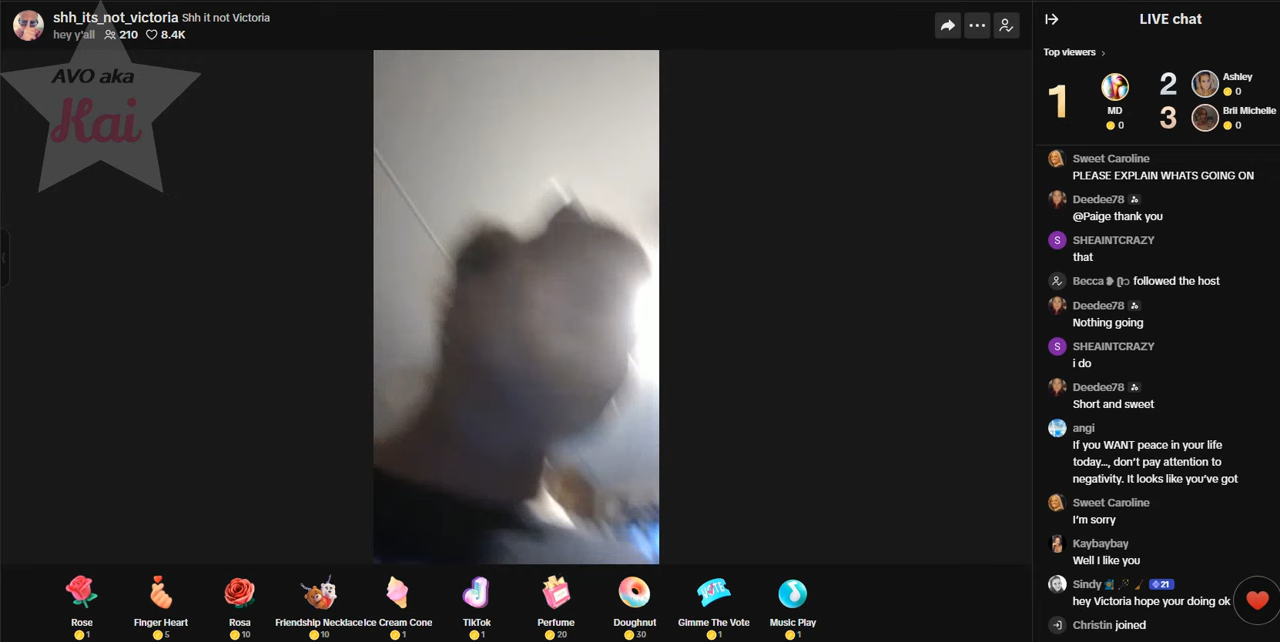 shh_its_not_victoria Shh it not Victoria
hey y'all 210 8.4K
AVO aka
Kai
LIVE chat
Top viewers
1
MD
0
2
Ashley
0
3
Brii Michelle
0
Sweet Caroline
PLEASE EXPLAIN WHATS GOING ON
Deedee78
@Paige thank you
SHEAINTCRAZY
that
Becca followed the host
Deedee78
Nothing going
S
SHEAINTCRAZY
i do
Deedee78
Short and sweet
angi
If you WANT peace in your life
today..., don't pay attention to
negativity. It looks like you've got
Sweet Caroline
I'm sorry
Kaybaybay
Well I like you
Sindy 21
hey Victoria hope your doing ok
Christin joined
Rose
1
Finger Heart
5
Rosa
10
Friendship Necklace
10
Ice Cream Cone
1
TikTok
1
Perfume
20
Doughnut
30
VOTE
Gimme The Vote
1
Music Play
1